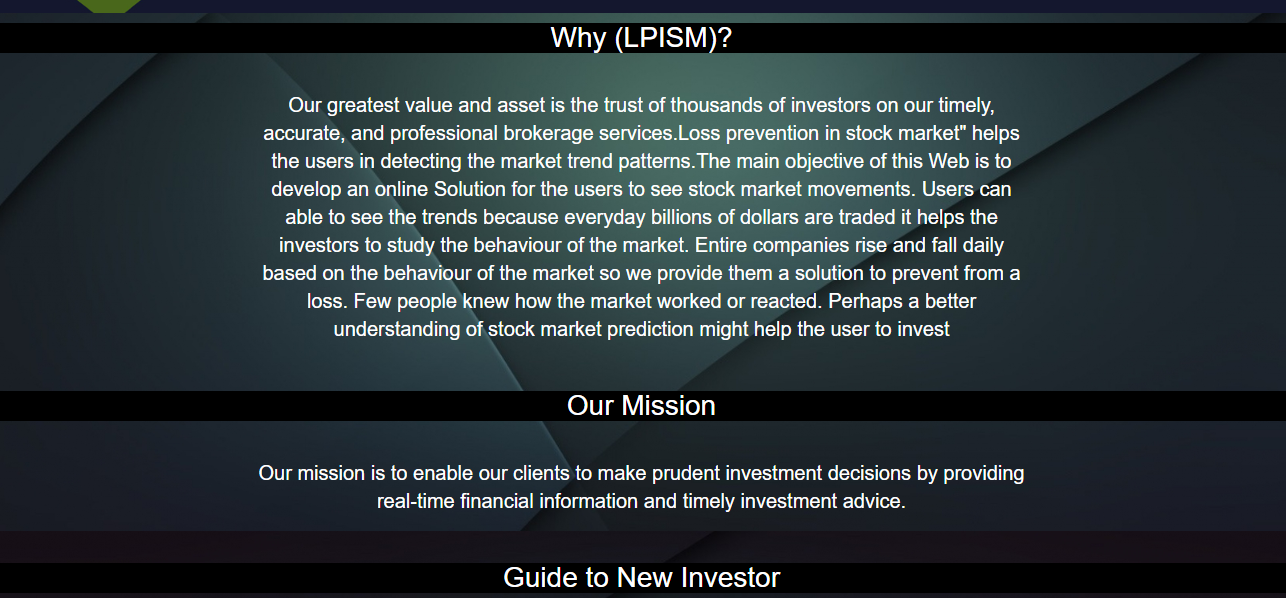 Why (LPISM)?
Our greatest value and asset is the trust of thousands of investors on our timely,
accurate, and professional brokerage services.Loss prevention in stock market" helps
the users in detecting the market trend patterns.The main objective of this Web is to
develop an online Solution for the users to see stock market movements. Users can
able to see the trends because everyday billions of dollars are traded it helps the
investors to study the behaviour of the market. Entire companies rise and fall daily
based on the behaviour of the market so we provide them a solution to prevent from a
loss. Few people knew how the market worked or reacted. Perhaps a better
understanding of stock market prediction might help the user to invest
Our Mission
Our mission is to enable our clients to make prudent investment decisions by providing
real-time financial information and timely investment advice.
Guide to New Investor